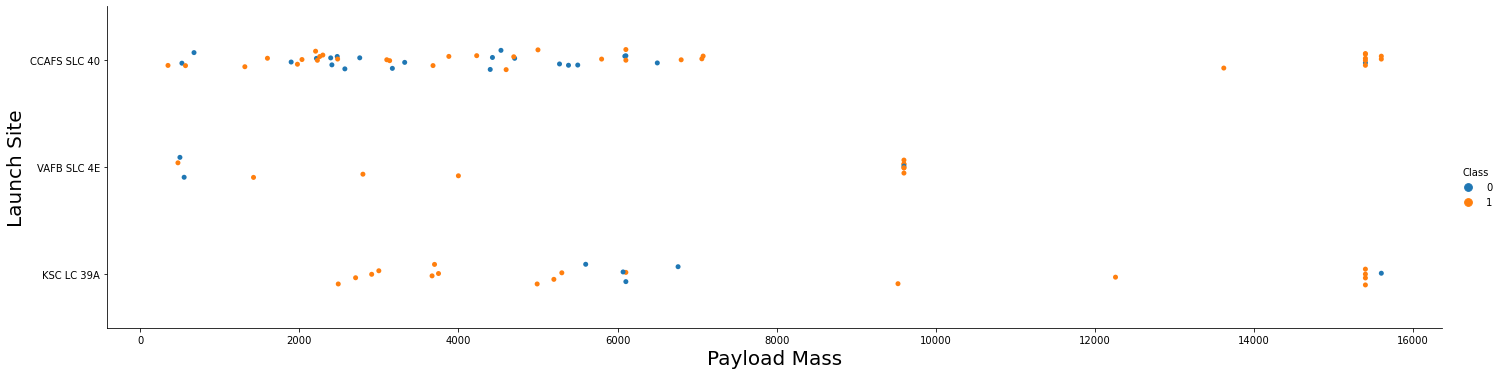 CCAFS SLC 40
VAFB SLC 4E
KSC LC 39A
Launch Site
0
2000
4000
6000
8000
10000
12000
14000
16000
Payload Mass
Class
0
1